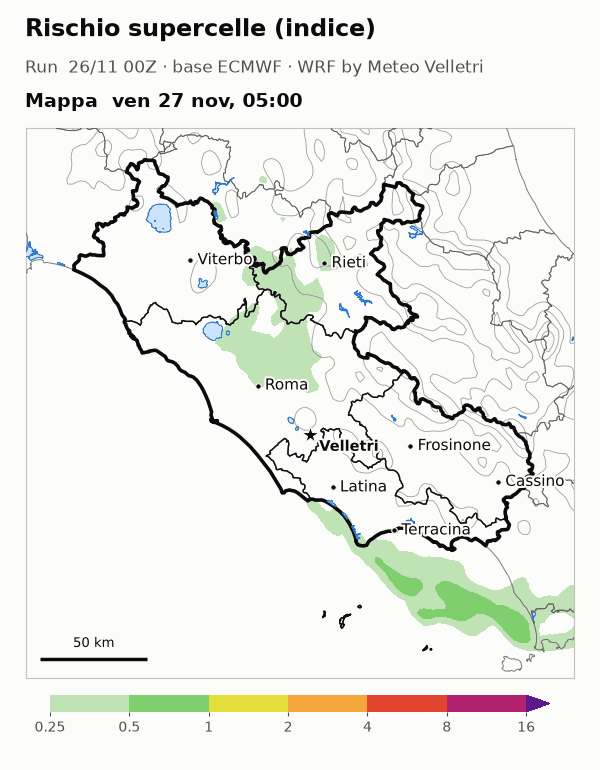 Rischio supercelle (indice)
Run 26/11 00Z · base ECMWF · WRF by Meteo Velletri
Mappa ven 27 nov, 05:00
Viterbo
Rieti
Roma
Velletri
Frosinone
Cassino
Latina
Terracina
50 km
0.25 0.5 1 2 4 8 16